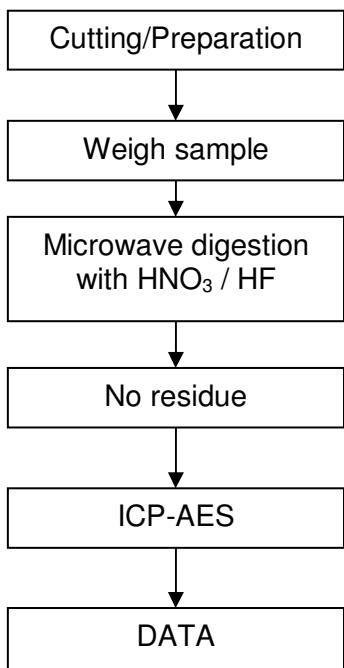 Cutting/Preparation
Weigh sample
Microwave digestion
with HNO₃ / HF
No residue
ICP-AES
DATA